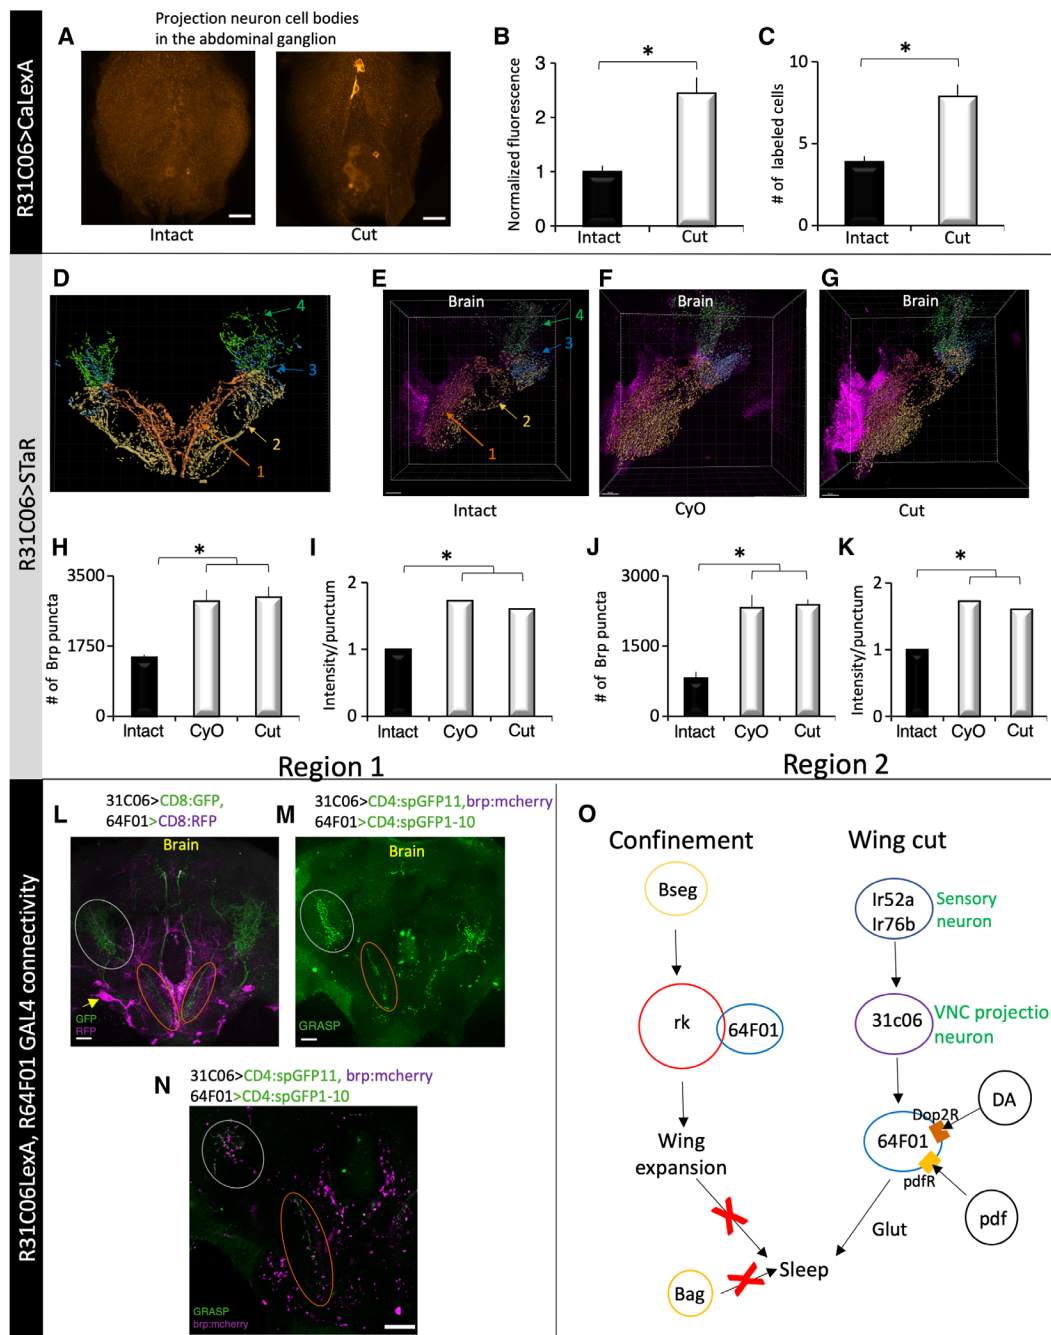 R31C06>CaLexA
A
Projection neuron cell bodies
in the abdominal ganglion
Intact
Cut
B
*
Normalized fluorescence
3
2
1
0
Intact
Cut
C
*
# of labeled cells
10
5
0
Intact
Cut
R31C06>STaR
D
4
3
2
1
E
Brain
4
3
2
1
Intact
F
Brain
CyO
G
Brain
Cut
H
*
# of Brp puncta
3500
1750
0
Intact
CyO
Cut
I
*
Intensity/punctum
2
1
0
Intact
CyO
Cut
Region 1
J
*
# of Brp puncta
3000
1500
0
Intact
CyO
Cut
K
*
Intensity/punctum
2
1
0
Intact
CyO
Cut
Region 2
R31C06LexA, R64F01 GAL4 connectivity
L
31C06>CD8:GFP,
64F01>CD8:RFP
Brain
GFP
RFP
M
31C06>CD4:spGFP11,brp:mcherry
64F01>CD4:spGFP1-10
Brain
GRASP
N
31C06>CD4:spGFP11, brp:mcherry
64F01>CD4:spGFP1-10
GRASP
brp:mcherry
O
Confinement
Bseg
rk
64F01
Wing
expansion
Bag
Sleep
Wing cut
Ir52a
Ir76b
Sensory
neuron
31c06
VNC projection
neuron
DA
Dop2R
64F01
pdfR
pdf
Glut